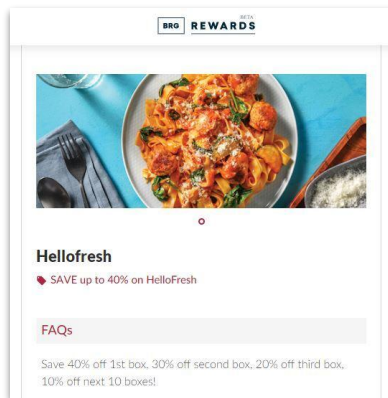 BETA
BRG REWARDS
Hellofresh
SAVE up to 40% on HelloFresh
FAQs
Save 40% off 1st box, 30% off second box, 20% off third box,
10% off next 10 boxes!